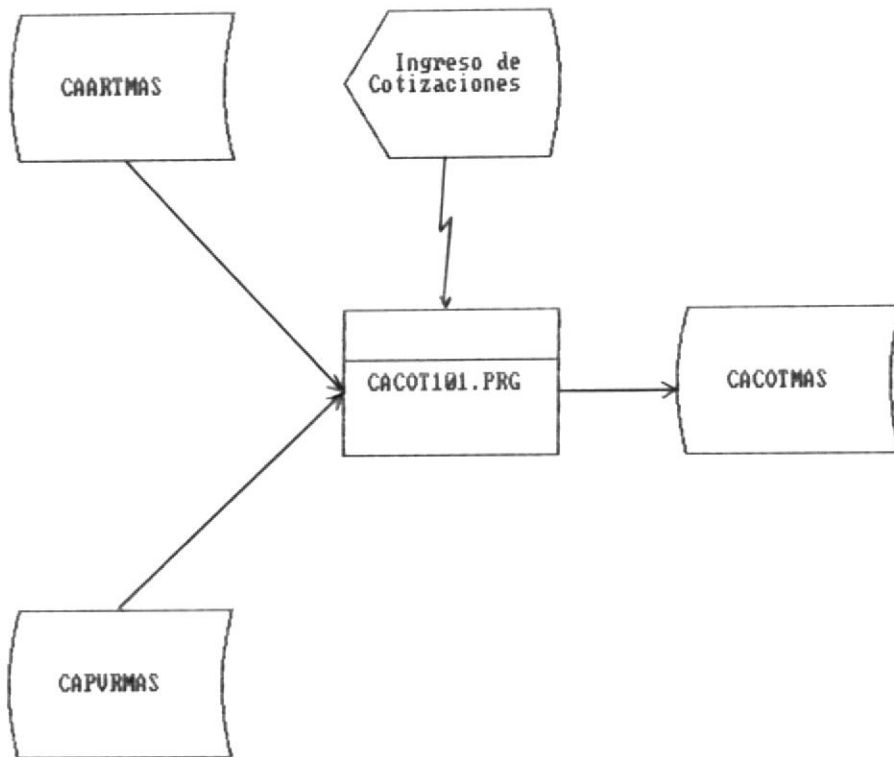 CAARTMAS
Ingreso de
Cotizaciones
CACOT101.PRG
CACOTMAS
CAPVRMAS